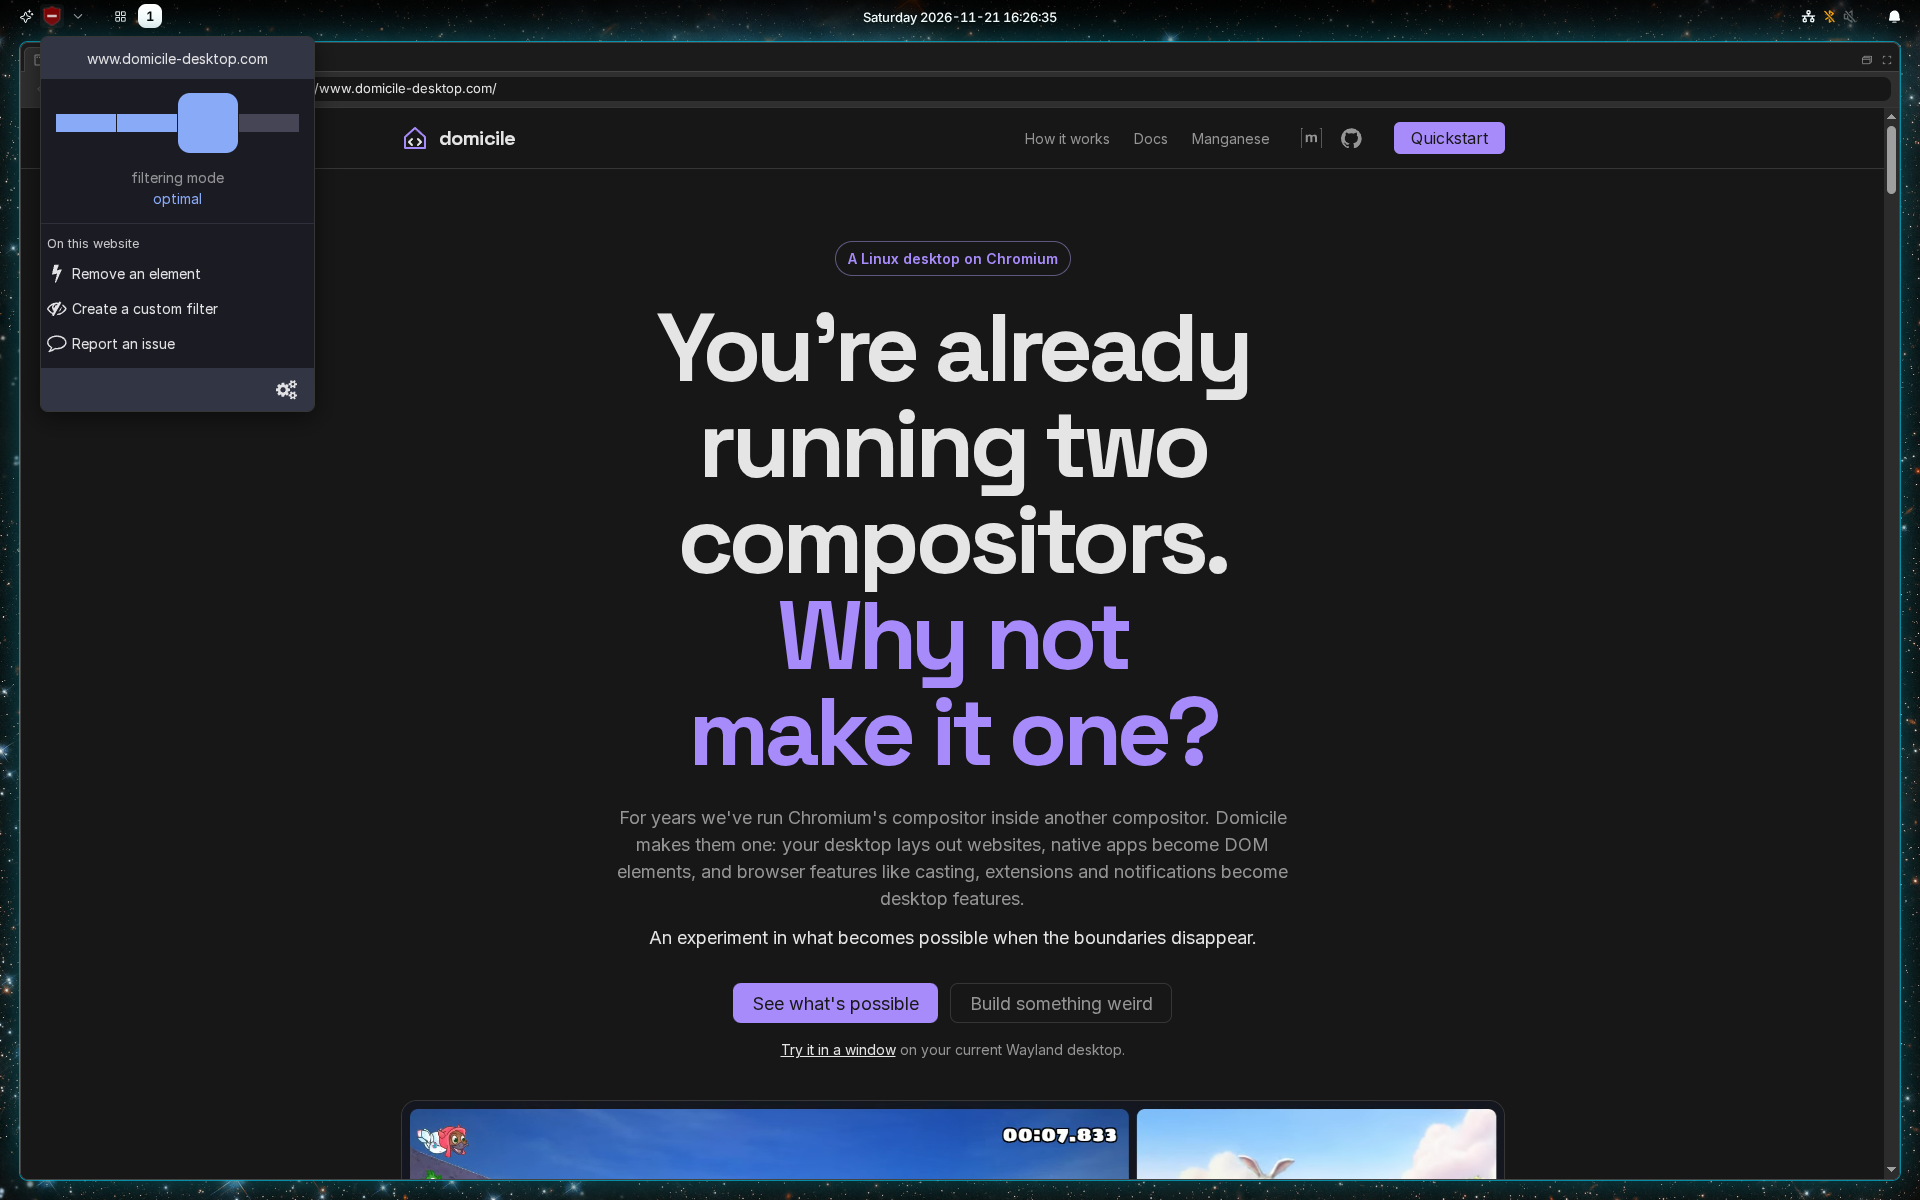 1
Saturday 2026-11-21 16:26:35
www.domicile-desktop.com
/www.domicile-desktop.com/
filtering mode
optimal
On this website
Remove an element
Create a custom filter
Report an issue
domicile
How it works
Docs
Manganese
[m]
Quickstart
A Linux desktop on Chromium
You're already
running two
compositors.
Why not
make it one?
For years we've run Chromium's compositor inside another compositor. Domicile
makes them one: your desktop lays out websites, native apps become DOM
elements, and browser features like casting, extensions and notifications become
desktop features.
An experiment in what becomes possible when the boundaries disappear.
See what's possible
Build something weird
Try it in a window on your current Wayland desktop.
00:07.833